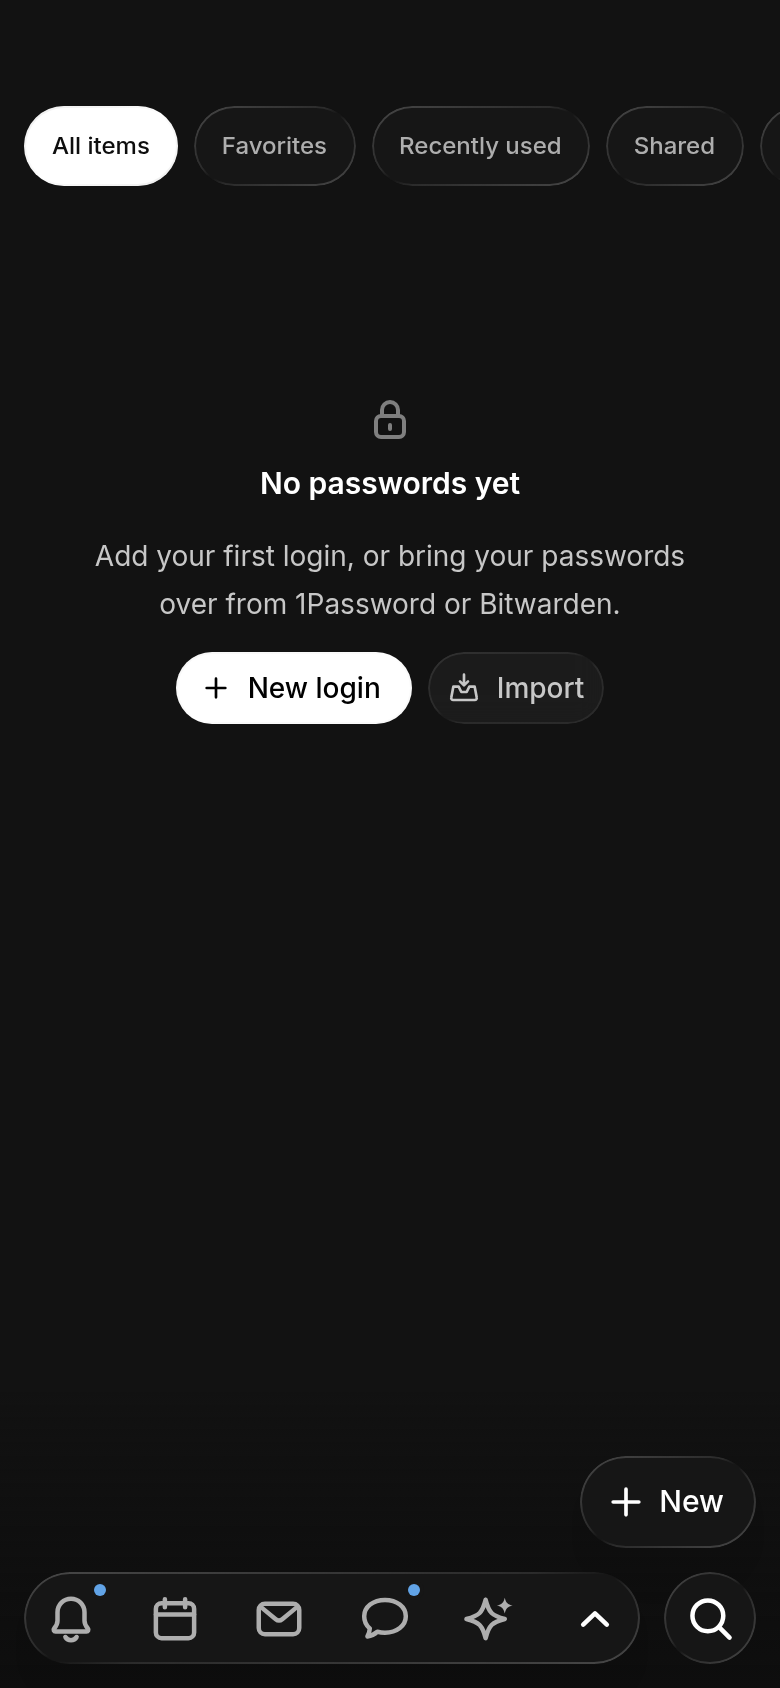 All items
Favorites
Recently used
Shared
No passwords yet
Add your first login, or bring your passwords
over from 1Password or Bitwarden.
New login
Import
New